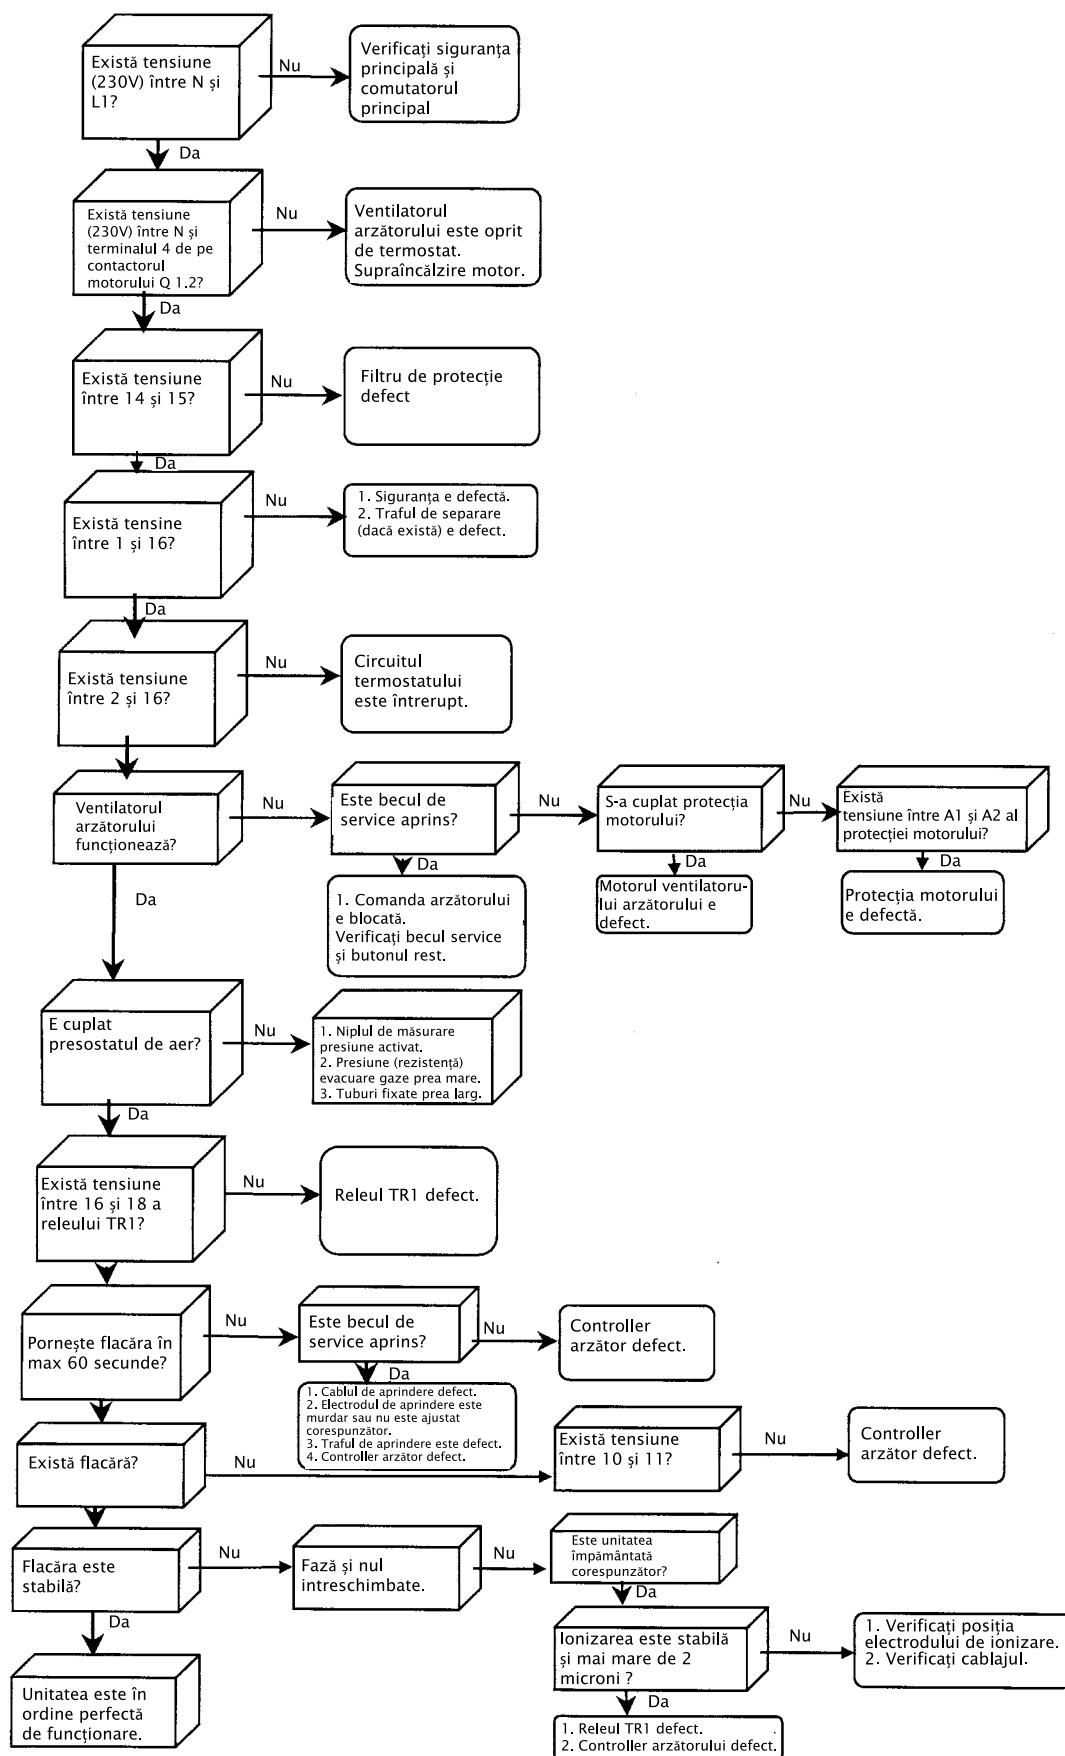 Există tensiune
(230V) între N și
L1?
Nu
Verificați siguranța
principală și
comutatorul
principal
Da
Există tensiune
(230V) între N și
terminalul 4 de pe
contactorul
motorului Q 1.2?
Nu
Ventilatorul
arzătorului este oprit
de termostat.
Supraîncălzire motor.
Da
Există tensiune
între 14 și 15?
Nu
Filtru de protecție
defect
Da
Există tensine
între 1 și 16?
Nu
1. Siguranța e defectă.
2. Traful de separare
(dacă există) e defect.
Da
Există tensiune
între 2 și 16?
Nu
Circuitul
termostatului
este întrerupt.
Ventilatorul
arzătorului
funcționează?
Nu
Este becul de
service aprins?
Nu
S-a cuplat protecția
motorului?
Nu
Există
tensiune între A1 și A2 al
protecției motorului?
Da
Da
Da
Da
1. Comanda arzătorului
e blocată.
Verificați becul service
și butonul rest.
Motorul ventilatoru-
lui arzătorului e
defect.
Protecția motorului
e defectă.
E cuplat
presostatul de aer?
Nu
1. Niplul de măsurare
presiune activat.
2. Presiune (rezistență)
evacuare gaze prea mare.
3. Tuburi fixate prea larg.
Da
Există tensiune
între 16 și 18 a
releului TR1?
Nu
Releul TR1 defect.
Pornește flacăra în
max 60 secunde?
Nu
Este becul de
service aprins?
Nu
Controller
arzător defect.
Da
1. Cablul de aprindere defect.
2. Electrodul de aprindere este
murdar sau nu este ajustat
corespunzător.
3. Traful de aprindere este defect.
4. Controller arzător defect.
Există flacără?
Nu
Există tensiune
între 10 și 11?
Nu
Controller
arzător defect.
Flacăra este
stabilă?
Nu
Fază și nul
intreschimbate.
Nu
Este unitatea
împământată
corespunzător?
Da
Da
Ionizarea este stabilă
și mai mare de 2
microni ?
Nu
1. Verificați poziția
electrodului de ionizare.
2. Verificați cablajul.
Da
Unitatea este în
ordine perfectă
de funcționare.
1. Releul TR1 defect.
2. Controller arzătorului defect.